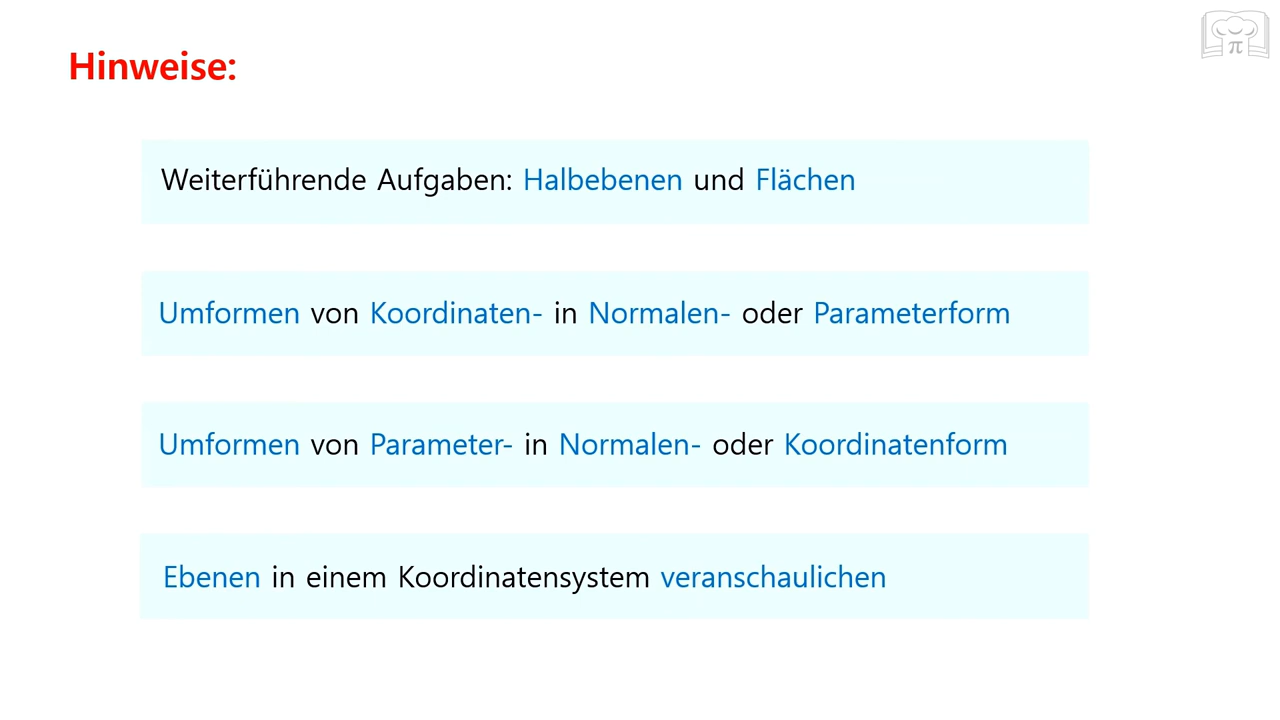 Hinweise:
π
Weiterführende Aufgaben: Halbebenen und Flächen
Umformen von Koordinaten- in Normalen- oder Parameterform
Umformen von Parameter- in Normalen- oder Koordinatenform
Ebenen in einem Koordinatensystem veranschaulichen